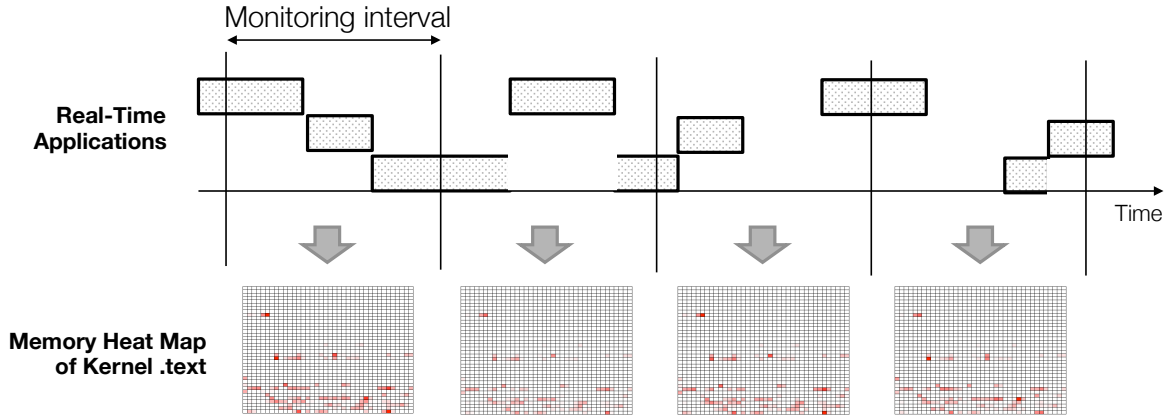 Monitoring interval
Real-Time
Applications
Time
Memory Heat Map
of Kernel .text